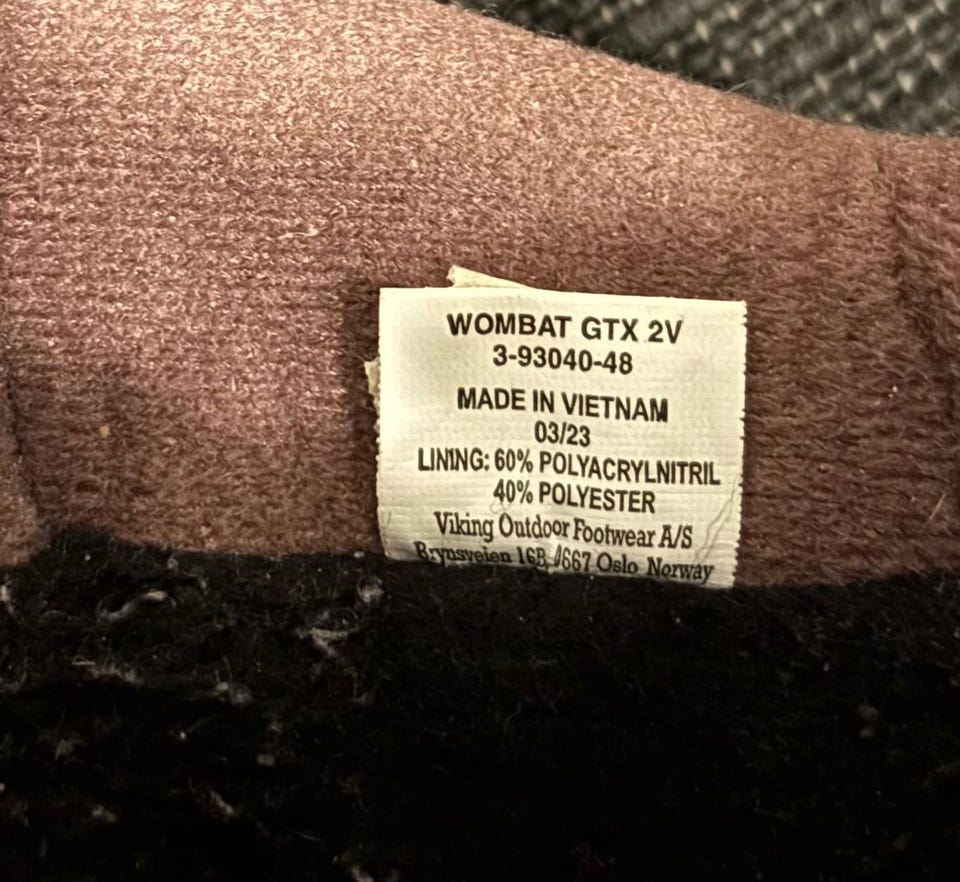 WOMBAT GTX 2V
3-93040-48
MADE IN VIETNAM
03/23
LINING: 60% POLYACRYLNITRIL
40% POLYESTER
Viking Outdoor Footwear A/S
Brynsveien 16B, 0667 Oslo Norway